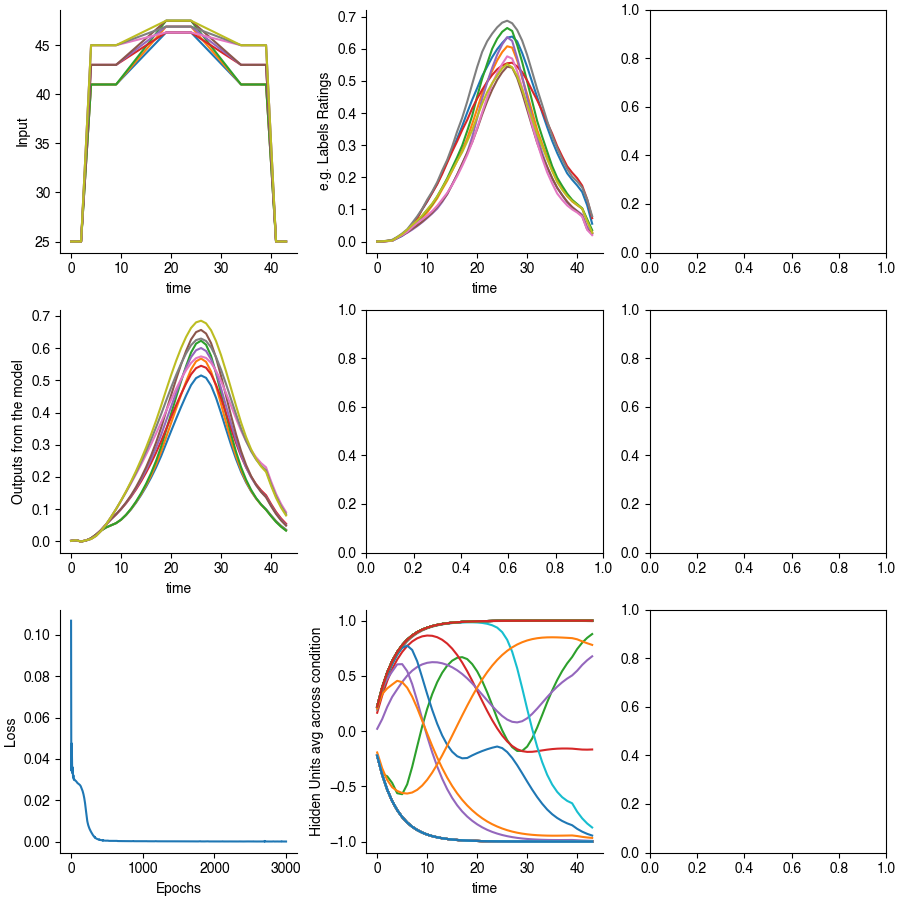 45
40
35
30
25
Input
0 10 20 30 40
time
0.7
0.6
0.5
0.4
0.3
0.2
0.1
0.0
e.g. Labels Ratings
0 10 20 30 40
time
1.0
0.8
0.6
0.4
0.2
0.0
0.0 0.2 0.4 0.6 0.8 1.0
0.7
0.6
0.5
0.4
0.3
0.2
0.1
0.0
Outputs from the model
0 10 20 30 40
time
1.0
0.8
0.6
0.4
0.2
0.0
0.0 0.2 0.4 0.6 0.8 1.0
1.0
0.8
0.6
0.4
0.2
0.0
0.0 0.2 0.4 0.6 0.8 1.0
0.10
0.08
0.06
0.04
0.02
0.00
Loss
0 1000 2000 3000
Epochs
1.0
0.5
0.0
−0.5
−1.0
Hidden Units avg across condition
0 10 20 30 40
time
1.0
0.8
0.6
0.4
0.2
0.0
0.0 0.2 0.4 0.6 0.8 1.0